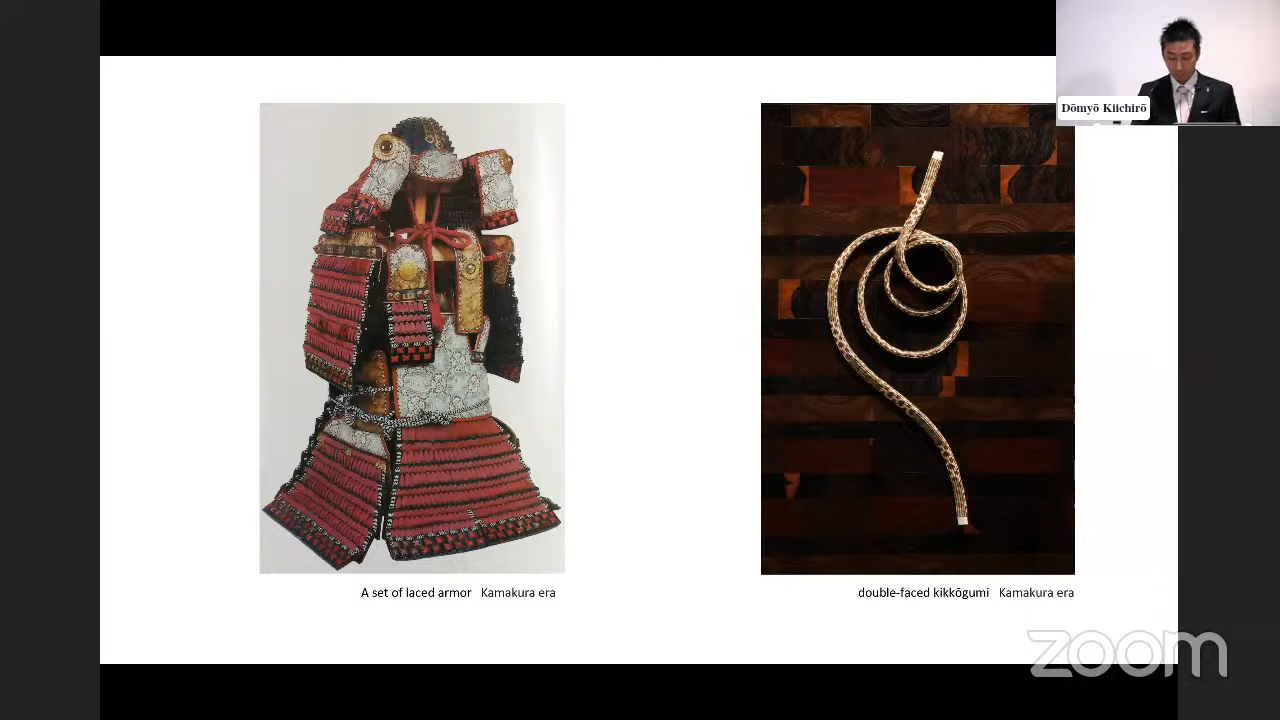 Dōmyō Kiichirō
A set of laced armor Kamakura era
double-faced kikkōgumi Kamakura era
zoom